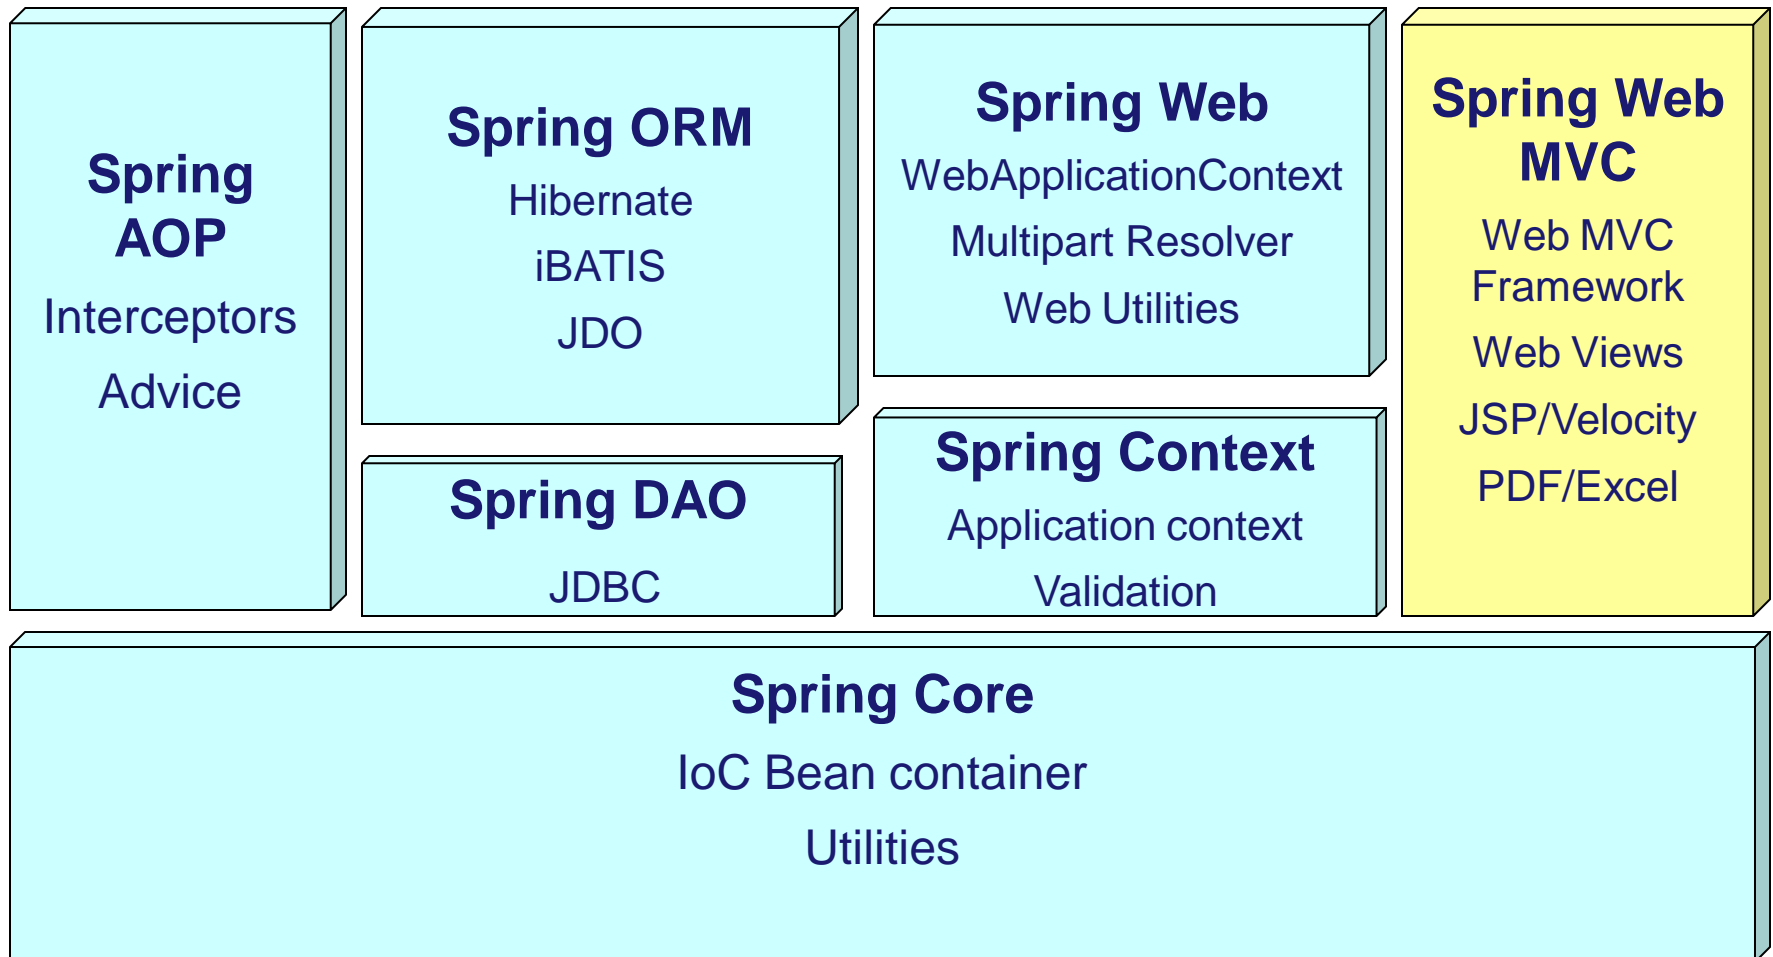 Spring
AOP
Interceptors
Advice
Spring ORM
Hibernate
iBATIS
JDO
Spring DAO
JDBC
Spring Web
WebApplicationContext
Multipart Resolver
Web Utilities
Spring Context
Application context
Validation
Spring Web
MVC
Web MVC
Framework
Web Views
JSP/Velocity
PDF/Excel
Spring Core
IoC Bean container
Utilities